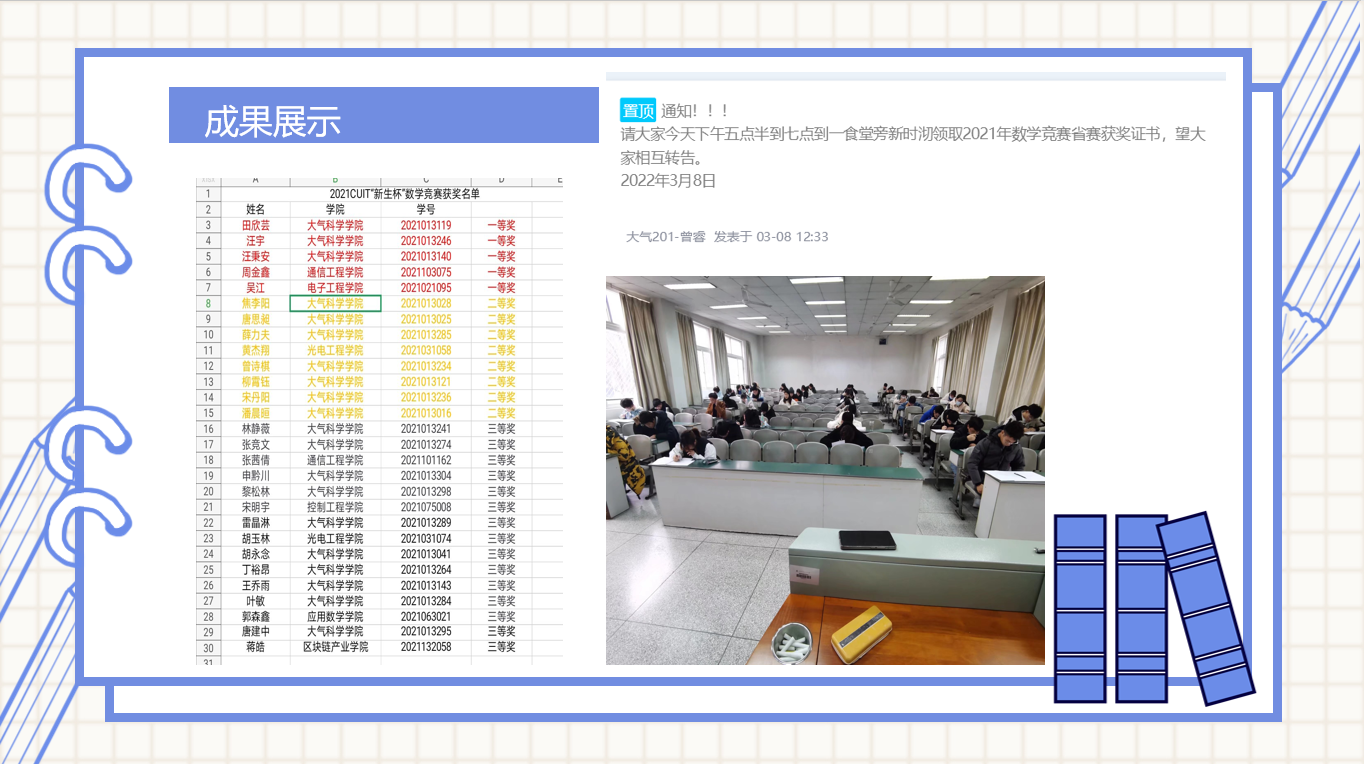 成果展示
A B C D E
1 2021CUIT“新生杯”数学竞赛获奖名单
2 姓名 学院 学号
3 田欣芸 大气科学学院 2021013119 一等奖
4 汪宇 大气科学学院 2021013246 一等奖
5 汪秉安 大气科学学院 2021013140 一等奖
6 周金鑫 通信工程学院 2021103075 一等奖
7 吴江 电子工程学院 2021021095 一等奖
8 焦李阳 大气科学学院 2021013028 二等奖
9 唐思昶 大气科学学院 2021013025 二等奖
10 薛力夫 大气科学学院 2021013285 二等奖
11 黄杰翔 光电工程学院 2021031058 二等奖
12 曾诗棋 大气科学学院 2021013234 二等奖
13 柳霄钰 大气科学学院 2021013121 二等奖
14 宋丹阳 大气科学学院 2021013236 二等奖
15 潘晨晅 大气科学学院 2021013016 二等奖
16 林静薇 大气科学学院 2021013241 三等奖
17 张竞文 大气科学学院 2021013274 三等奖
18 张茜倩 通信工程学院 2021101162 三等奖
19 申黔川 大气科学学院 2021013304 三等奖
20 黎松林 大气科学学院 2021013298 三等奖
21 宋明宇 控制工程学院 2021075008 三等奖
22 雷晶淋 大气科学学院 2021013289 三等奖
23 胡玉林 光电工程学院 2021031074 三等奖
24 胡永念 大气科学学院 2021013041 三等奖
25 丁裕昂 大气科学学院 2021013264 三等奖
26 王乔雨 大气科学学院 2021013143 三等奖
27 叶敏 大气科学学院 2021013284 三等奖
28 郭森鑫 应用数学学院 2021063021 三等奖
29 唐建中 大气科学学院 2021013295 三等奖
30 蒋皓 区块链产业学院 2021132058 三等奖
31
置顶 通知！！！
请大家今天下午五点半到七点到一食堂旁新时沏领取2021年数学竞赛省赛获奖证书，望大
家相互转告。
2022年3月8日
大气201-曾睿 发表于 03-08 12:33